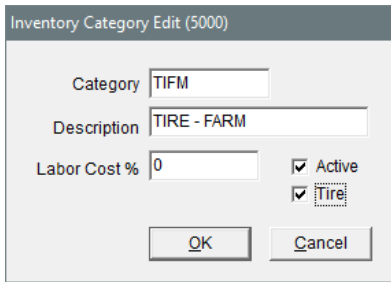 Inventory Category Edit (5000)
Category TIFM
Description TIRE - FARM
Labor Cost % 0 Active
Tire
OK Cancel